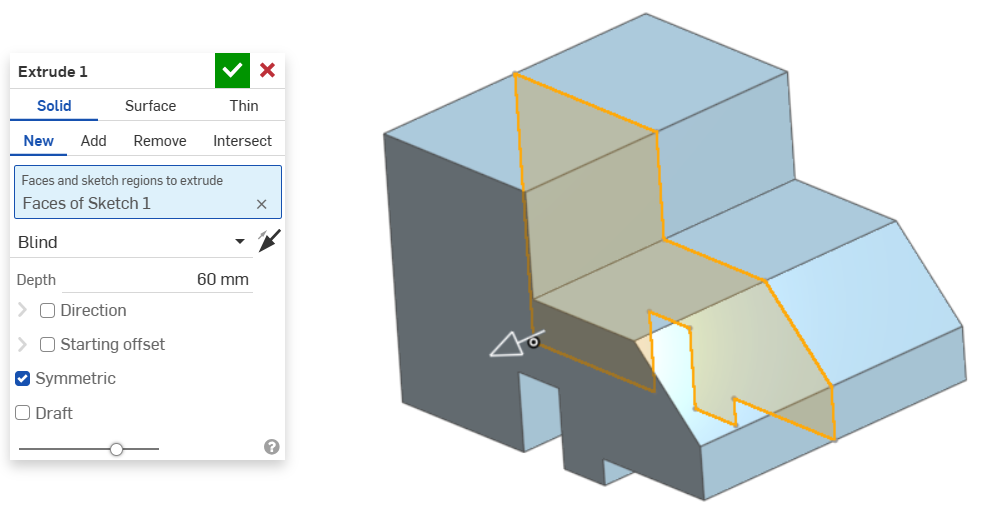 Extrude 1
Solid Surface Thin
New Add Remove Intersect
Faces and sketch regions to extrude
Faces of Sketch 1
Blind
Depth 60 mm
Direction
Starting offset
Symmetric
Draft